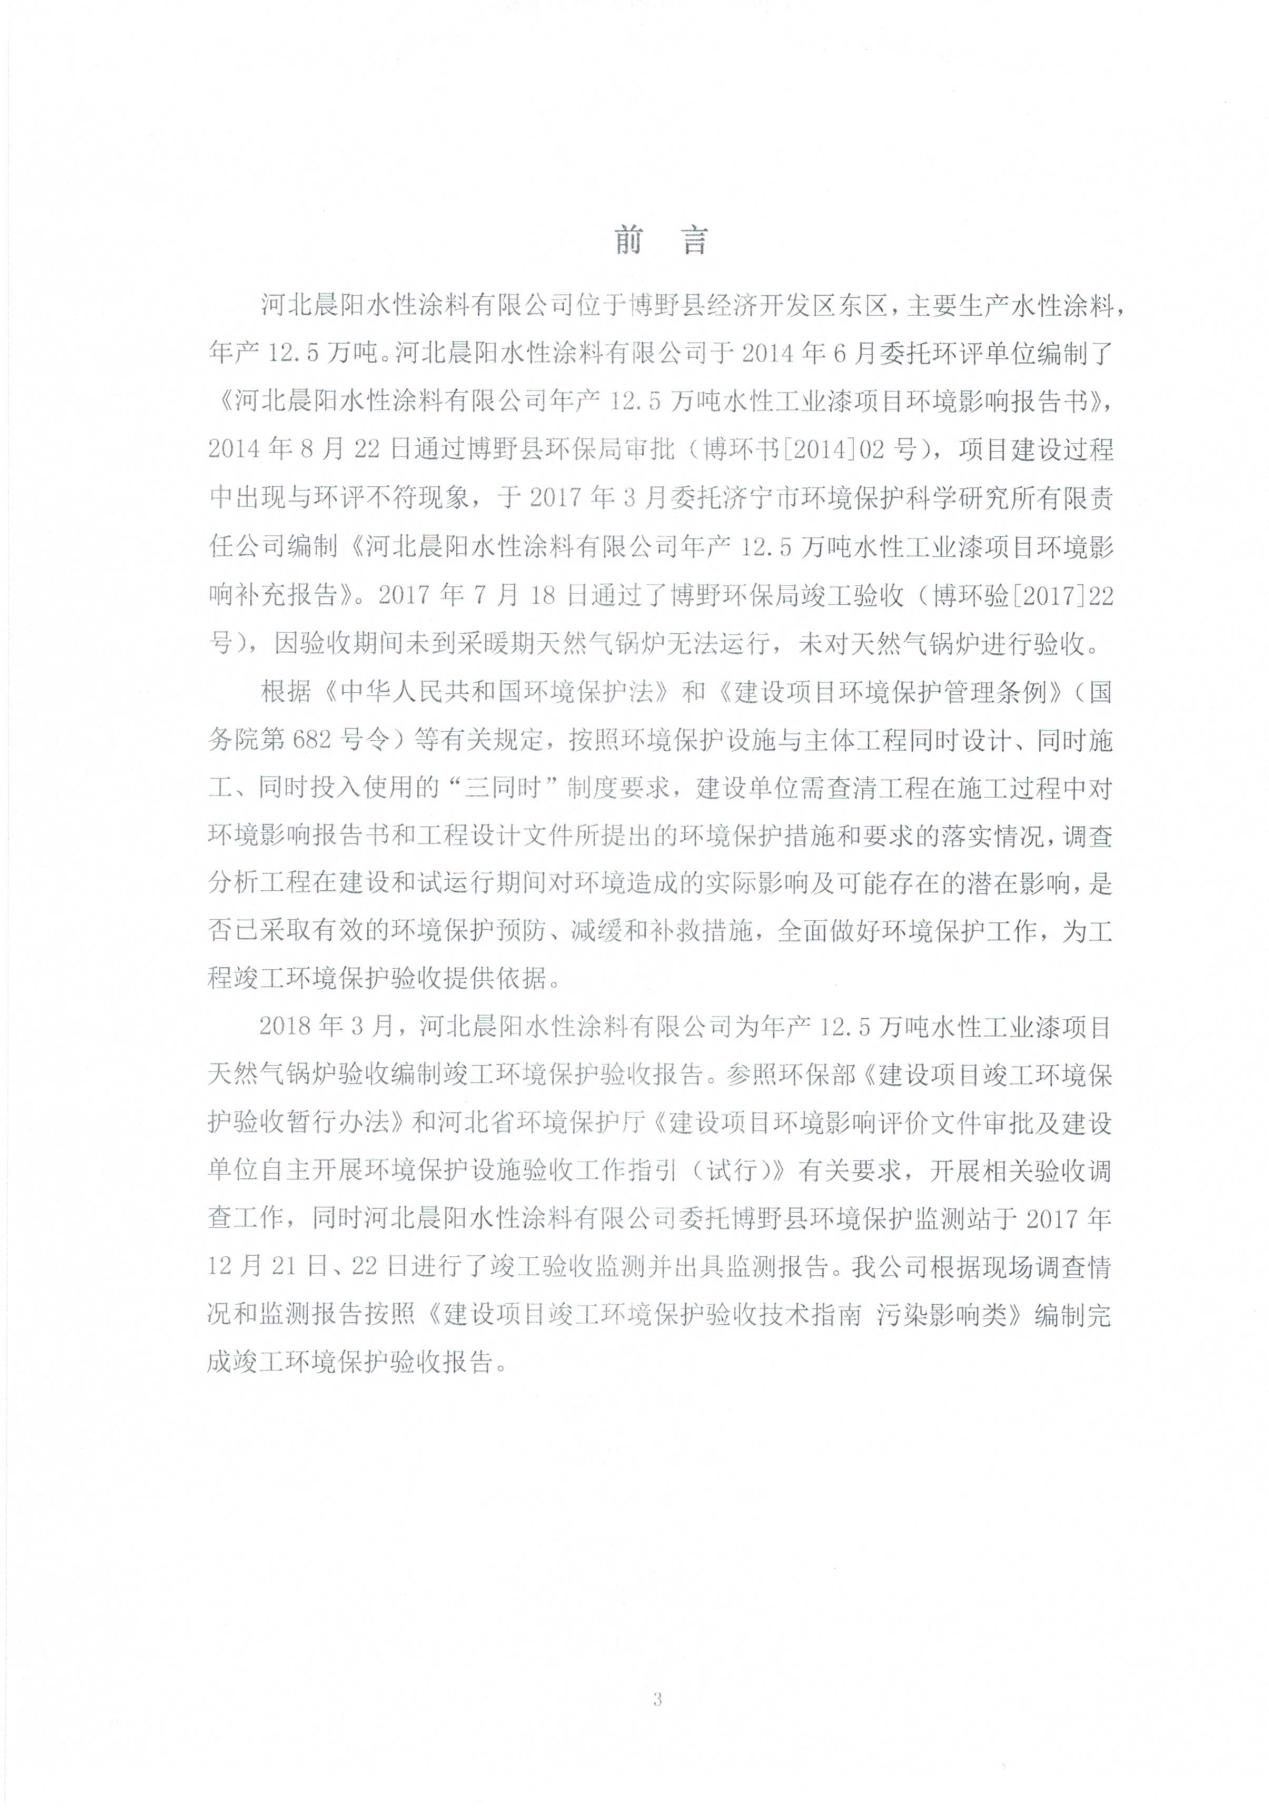 前 言
河北晨阳水性涂料有限公司位于博野县经济开发区东区，主要生产水性涂料，
年产 12.5 万吨。河北晨阳水性涂料有限公司于 2014 年 6 月委托环评单位编制了
《河北晨阳水性涂料有限公司年产 12.5 万吨水性工业漆项目环境影响报告书》，
2014 年 8 月 22 日通过博野县环保局审批（博环书[2014]02 号），项目建设过程
中出现与环评不符现象，于 2017 年 3 月委托济宁市环境保护科学研究所有限责
任公司编制《河北晨阳水性涂料有限公司年产 12.5 万吨水性工业漆项目环境影
响补充报告》。2017 年 7 月 18 日通过了博野环保局竣工验收（博环验[2017]22
号），因验收期间未到采暖期天然气锅炉无法运行，未对天然气锅炉进行验收。
根据《中华人民共和国环境保护法》和《建设项目环境保护管理条例》（国
务院第 682 号令）等有关规定，按照环境保护设施与主体工程同时设计、同时施
工、同时投入使用的“三同时”制度要求，建设单位需查清工程在施工过程中对
环境影响报告书和工程设计文件所提出的环境保护措施和要求的落实情况，调查
分析工程在建设和试运行期间对环境造成的实际影响及可能存在的潜在影响，是
否已采取有效的环境保护预防、减缓和补救措施，全面做好环境保护工作，为工
程竣工环境保护验收提供依据。
2018 年 3 月，河北晨阳水性涂料有限公司为年产 12.5 万吨水性工业漆项目
天然气锅炉验收编制竣工环境保护验收报告。参照环保部《建设项目竣工环境保
护验收暂行办法》和河北省环境保护厅《建设项目环境影响评价文件审批及建设
单位自主开展环境保护设施验收工作指引（试行）》有关要求，开展相关验收调
查工作，同时河北晨阳水性涂料有限公司委托博野县环境保护监测站于 2017 年
12 月 21 日、22 日进行了竣工验收监测并出具监测报告。我公司根据现场调查情
况和监测报告按照《建设项目竣工环境保护验收技术指南 污染影响类》编制完
成竣工环境保护验收报告。
3